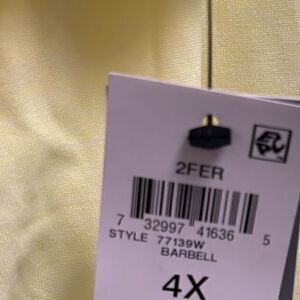 2FER
7 32997 41636 5
STYLE 77139W
BARBELL
4X